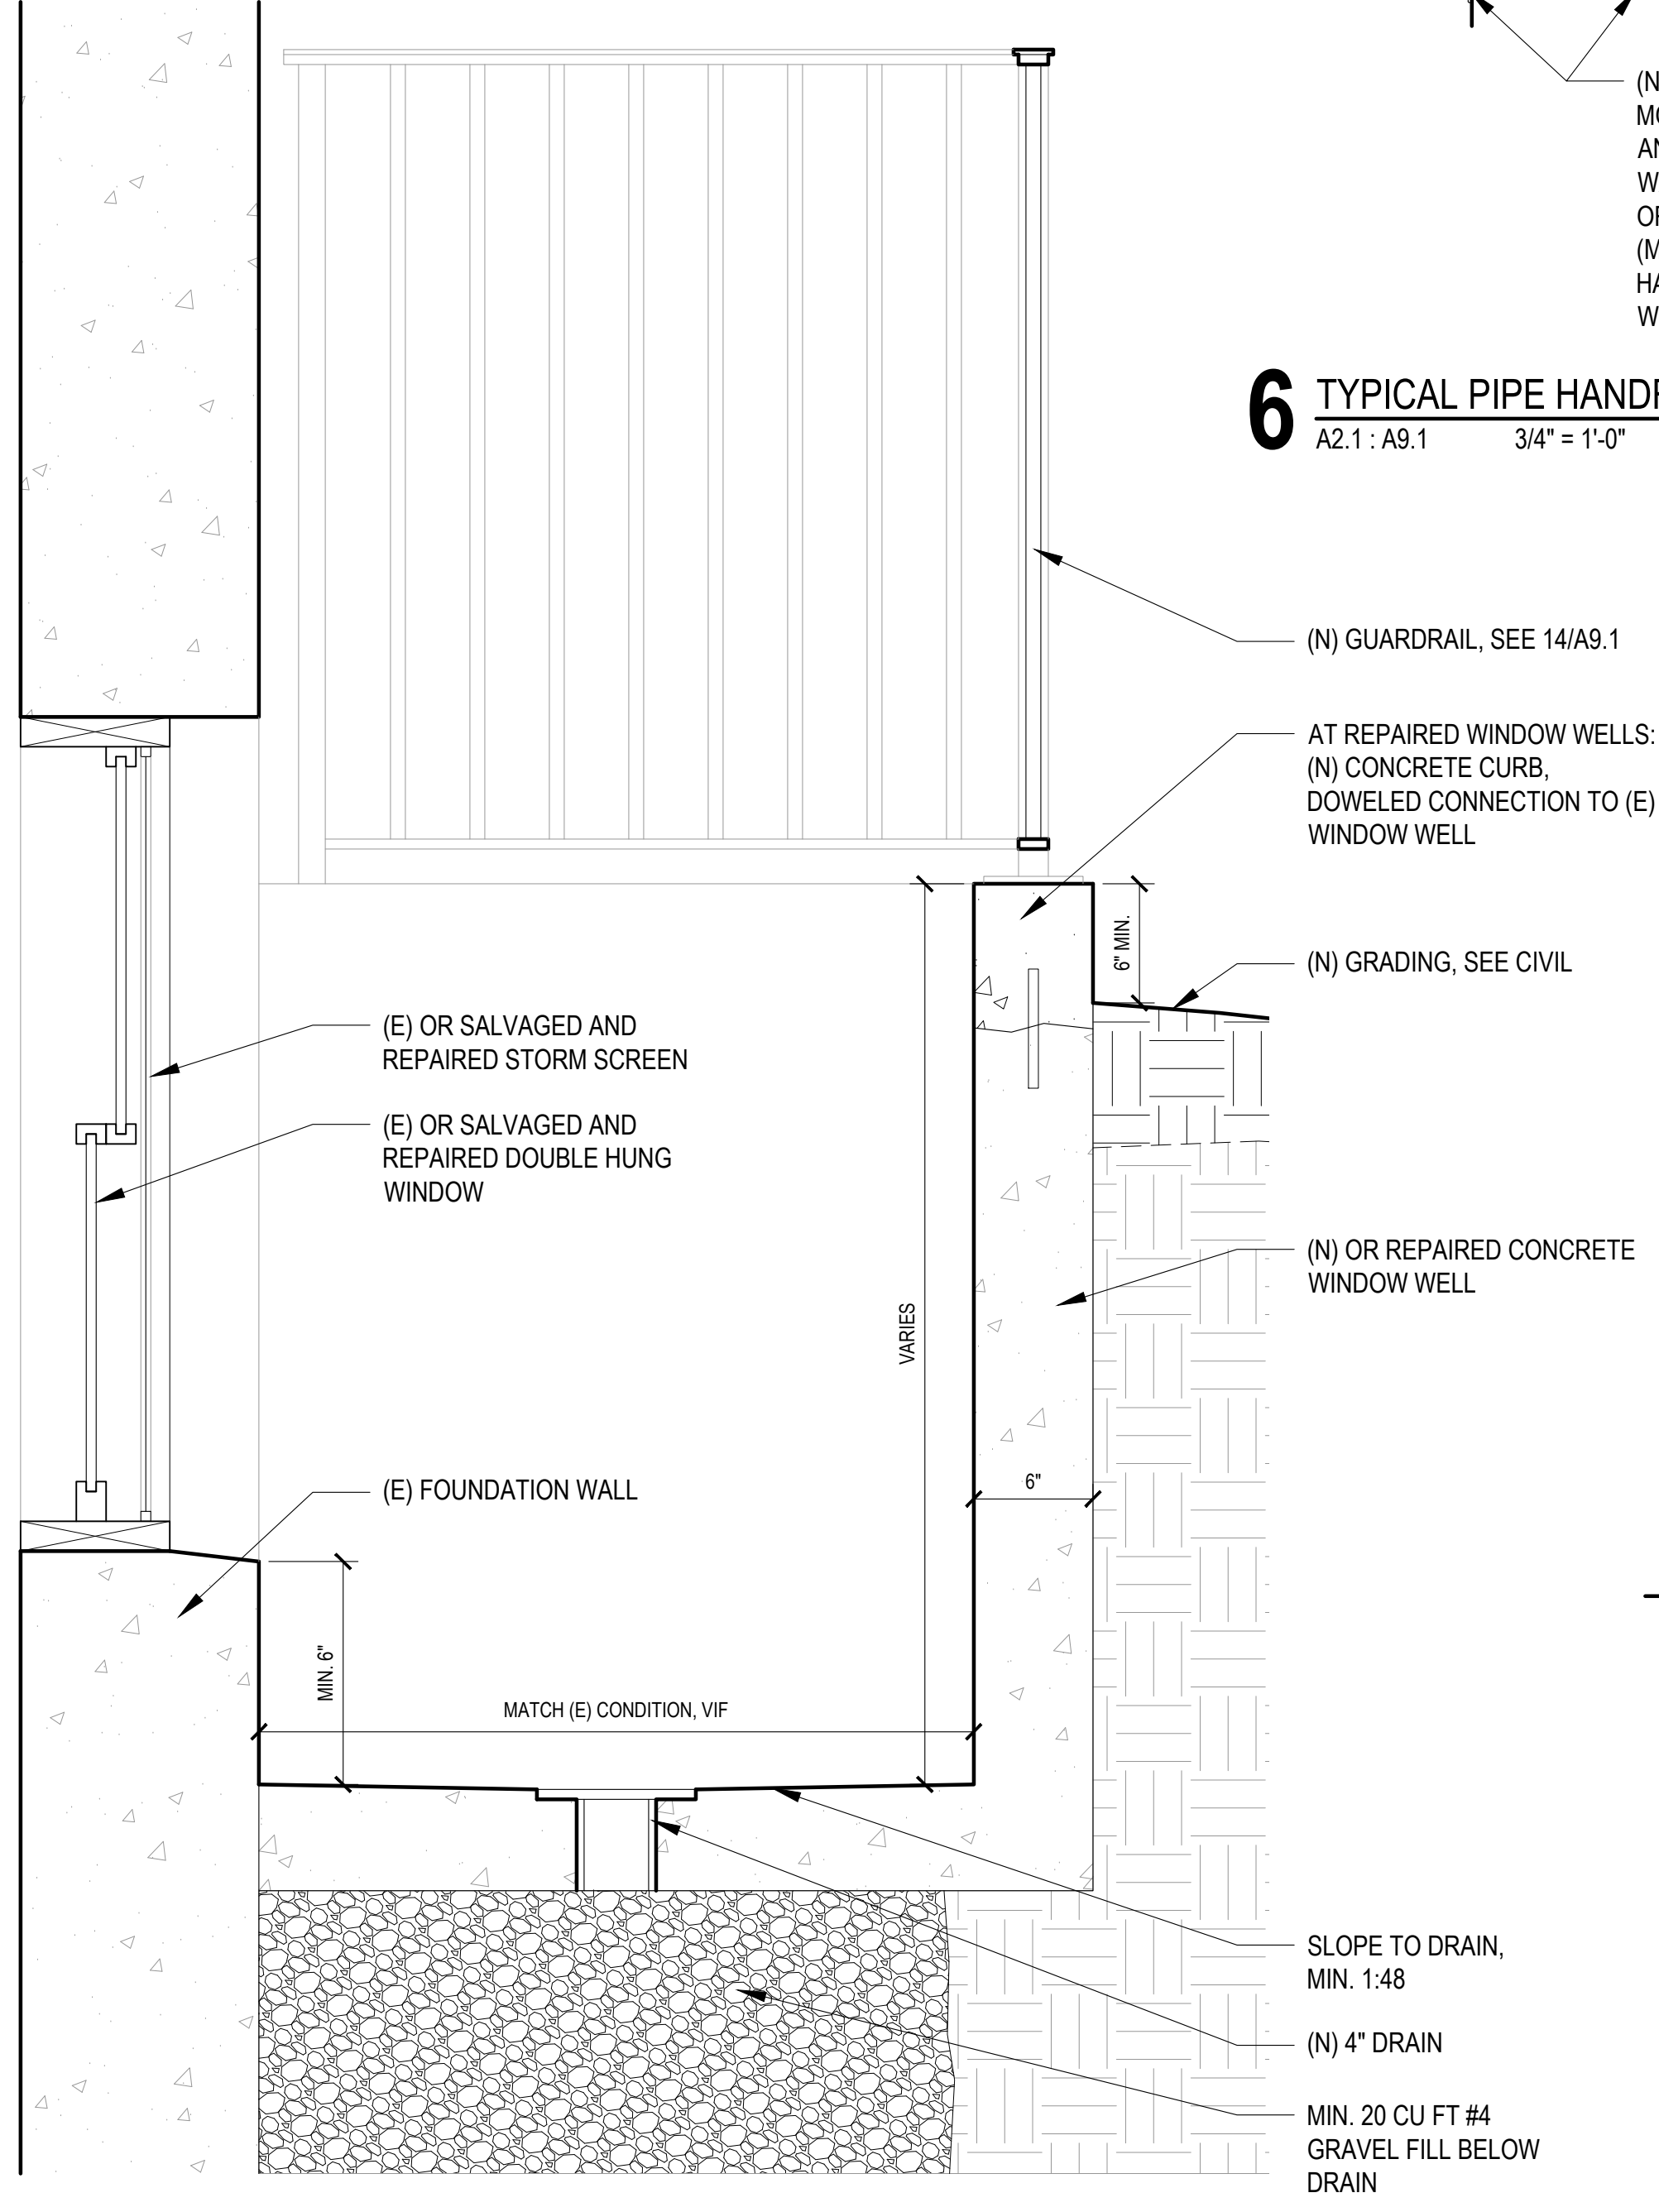 6 TYPICAL PIPE
A2.1 : A9.1 3/4" = 1'-0"
(N) GUARDRAIL, SEE 14/A9.1
AT REPAIRED WINDOW WELLS:
(N) CONCRETE CURB,
DOWELED CONNECTION TO (E)
WINDOW WELL
6" MIN.
(N) GRADING, SEE CIVIL
(E) OR SALVAGED AND
REPAIRED STORM SCREEN
(E) OR SALVAGED AND
REPAIRED DOUBLE HUNG
WINDOW
(N) OR REPAIRED CONCRETE
WINDOW WELL
VARIES
6"
(E) FOUNDATION WALL
MIN. 6"
MATCH (E) CONDITION, VIF
SLOPE TO DRAIN,
MIN. 1:48
(N) 4" DRAIN
MIN. 20 CU FT #4
GRAVEL FILL BELOW
DRAIN